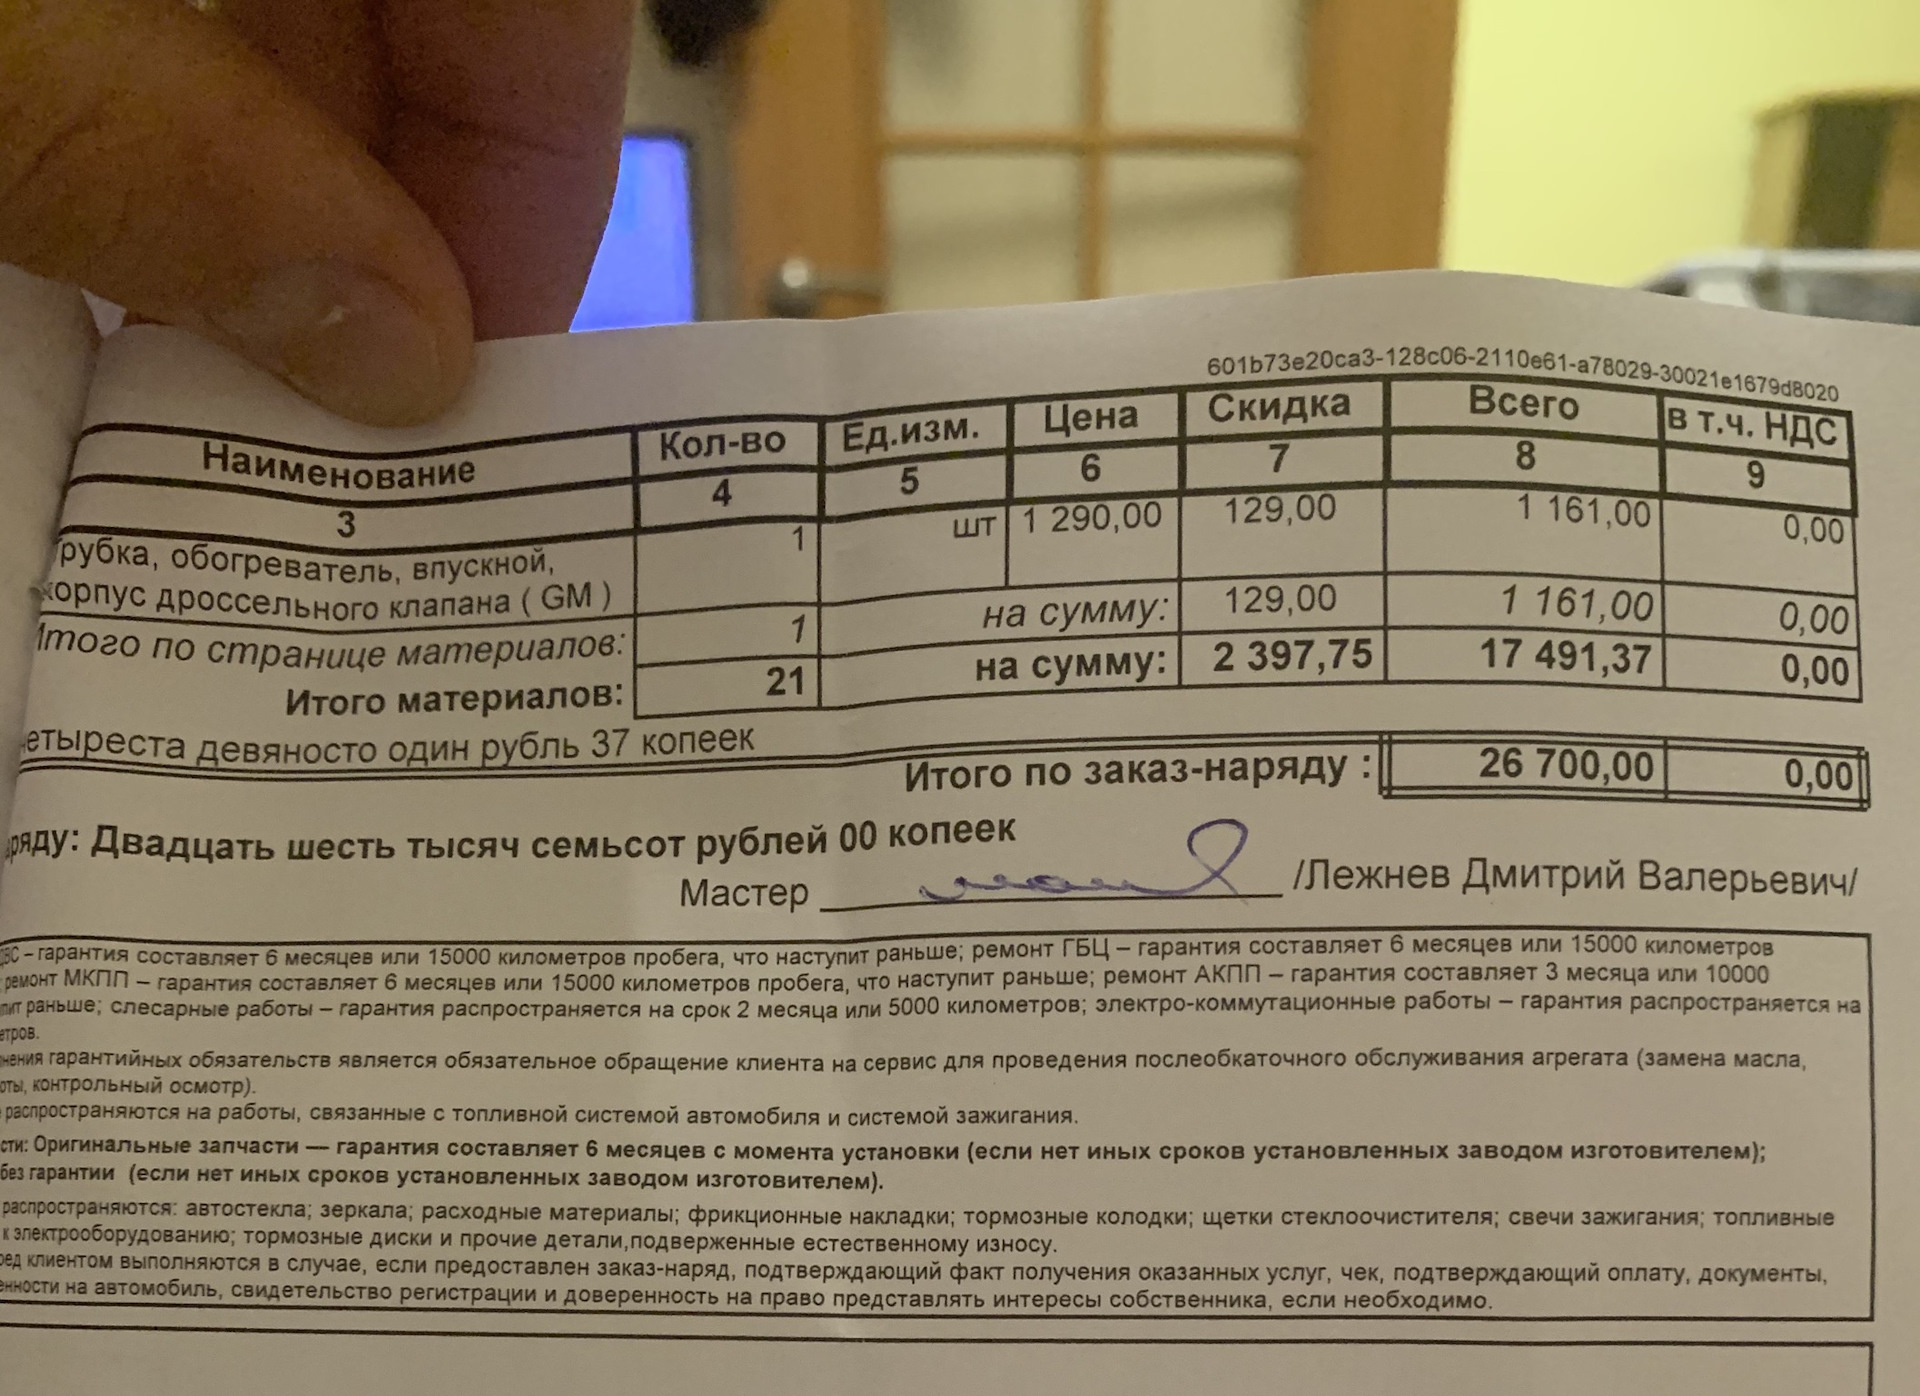 601b73e20ca3-128c06-2110e61-a78029-30021e1679d8020
Наименование Кол-во Ед.изм. Цена Скидка Всего в т.ч. НДС
3 4 5 6 7 8 9
рубка, обогреватель, впускной, 1 шт 1 290,00 129,00 1 161,00 0,00
корпус дроссельного клапана ( GM )
Итого по странице материалов: 1 на сумму: 129,00 1 161,00 0,00
Итого материалов: 21 на сумму: 2 397,75 17 491,37 0,00
етыреста девяносто один рубль 37 копеек
Итого по заказ-наряду : 26 700,00 0,00
ряду: Двадцать шесть тысяч семьсот рублей 00 копеек
Мастер /Лежнев Дмитрий Валерьевич/
ДВС – гарантия составляет 6 месяцев или 15000 километров пробега, что наступит раньше; ремонт ГБЦ – гарантия составляет 6 месяцев или 15000 километров
ремонт МКПП – гарантия составляет 6 месяцев или 15000 километров пробега, что наступит раньше; ремонт АКПП – гарантия составляет 3 месяца или 10000
пит раньше; слесарные работы – гарантия распространяется на срок 2 месяца или 5000 километров; электро-коммутационные работы – гарантия распространяется на
етров.
нения гарантийных обязательств является обязательное обращение клиента на сервис для проведения послеобкаточного обслуживания агрегата (замена масла,
оты, контрольный осмотр).
распространяются на работы, связанные с топливной системой автомобиля и системой зажигания.
сти: Оригинальные запчасти — гарантия составляет 6 месяцев с момента установки (если нет иных сроков установленных заводом изготовителем);
без гарантии (если нет иных сроков установленных заводом изготовителем).
распространяются: автостекла; зеркала; расходные материалы; фрикционные накладки; тормозные колодки; щетки стеклоочистителя; свечи зажигания; топливные
к электрооборудованию; тормозные диски и прочие детали,подверженные естественному износу.
ред клиентом выполняются в случае, если предоставлен заказ-наряд, подтверждающий факт получения оказанных услуг, чек, подтверждающий оплату, документы,
енности на автомобиль, свидетельство регистрации и доверенность на право представлять интересы собственника, если необходимо.